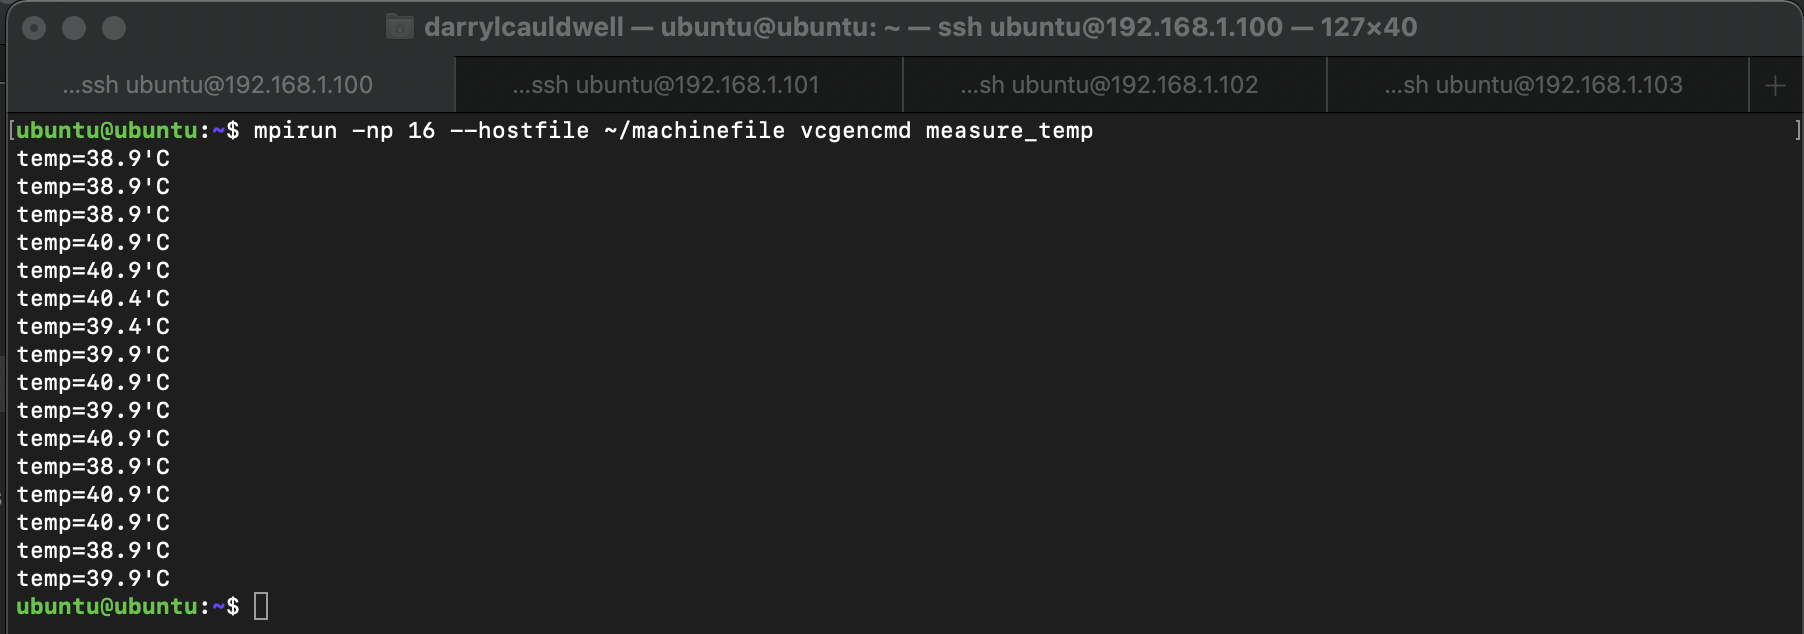 darrylcauldwell — ubuntu@ubuntu: ~ — ssh ubuntu@192.168.1.100 — 127×40
...ssh ubuntu@192.168.1.100 ...ssh ubuntu@192.168.1.101 ...sh ubuntu@192.168.1.102 ...sh ubuntu@192.168.1.103 +
[ubuntu@ubuntu:~$ mpirun -np 16 --hostfile ~/machinefile vcgencmd measure_temp ]
temp=38.9'C
temp=38.9'C
temp=38.9'C
temp=40.9'C
temp=40.9'C
temp=40.4'C
temp=39.4'C
temp=39.9'C
temp=40.9'C
temp=39.9'C
temp=40.9'C
temp=38.9'C
temp=40.9'C
temp=40.9'C
temp=38.9'C
temp=39.9'C
ubuntu@ubuntu:~$